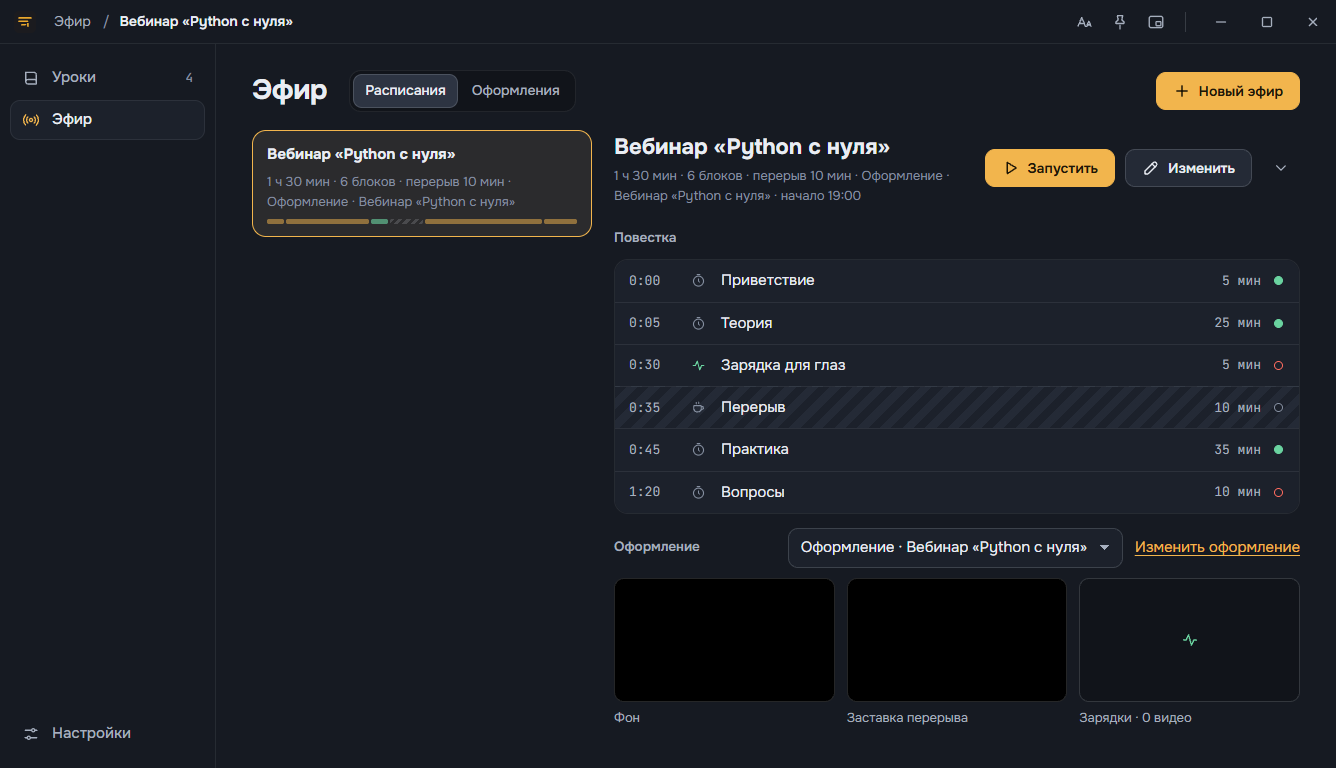 Эфир / Вебинар «Python с нуля»
Уроки 4
Эфир
Настройки
Эфир
Расписания Оформления
+ Новый эфир
Вебинар «Python с нуля»
1 ч 30 мин · 6 блоков · перерыв 10 мин ·
Оформление · Вебинар «Python с нуля»
Вебинар «Python с нуля»
1 ч 30 мин · 6 блоков · перерыв 10 мин · Оформление ·
Вебинар «Python с нуля» · начало 19:00
Запустить
Изменить
Повестка
0:00 Приветствие 5 мин
0:05 Теория 25 мин
0:30 Зарядка для глаз 5 мин
0:35 Перерыв 10 мин
0:45 Практика 35 мин
1:20 Вопросы 10 мин
Оформление
Оформление · Вебинар «Python с нуля»
Изменить оформление
Фон
Заставка перерыва
Зарядки · 0 видео